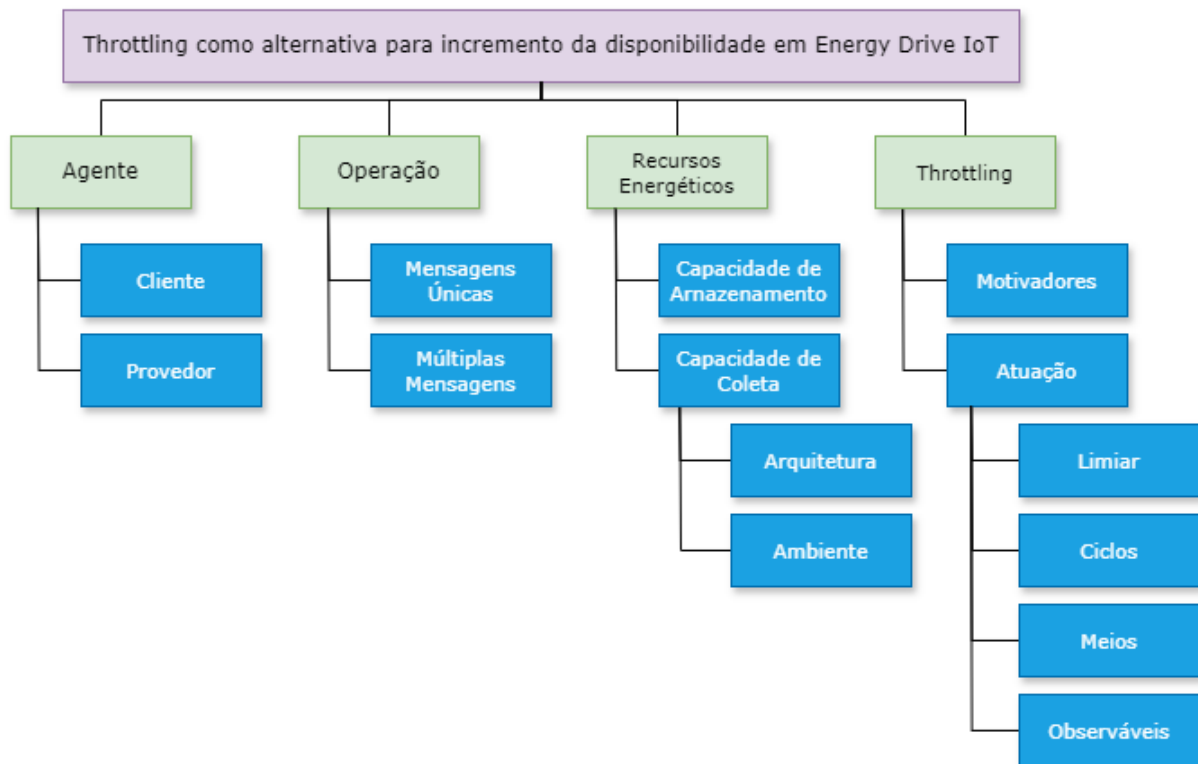 Throttling como alternativa para incremento da disponibilidade em Energy Drive IoT
Agente
Operação
Recursos
Energéticos
Throttling
Cliente
Provedor
Mensagens
Únicas
Múltiplas
Mensagens
Capacidade de
Arnazenamento
Capacidade de
Coleta
Arquitetura
Ambiente
Motivadores
Atuação
Limiar
Ciclos
Meios
Observáveis